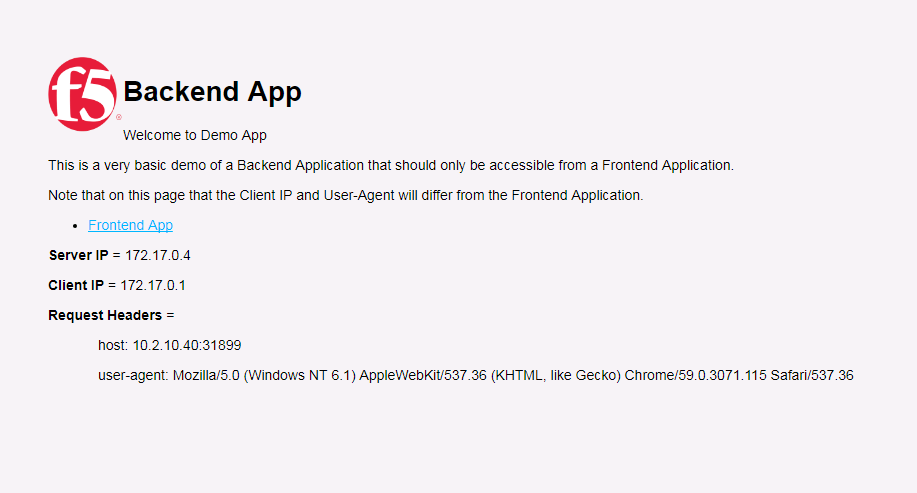 f5®
Backend App
Welcome to Demo App
This is a very basic demo of a Backend Application that should only be accessible from a Frontend Application.
Note that on this page that the Client IP and User-Agent will differ from the Frontend Application.
• Frontend App
Server IP = 172.17.0.4
Client IP = 172.17.0.1
Request Headers =
host: 10.2.10.40:31899
user-agent: Mozilla/5.0 (Windows NT 6.1) AppleWebKit/537.36 (KHTML, like Gecko) Chrome/59.0.3071.115 Safari/537.36